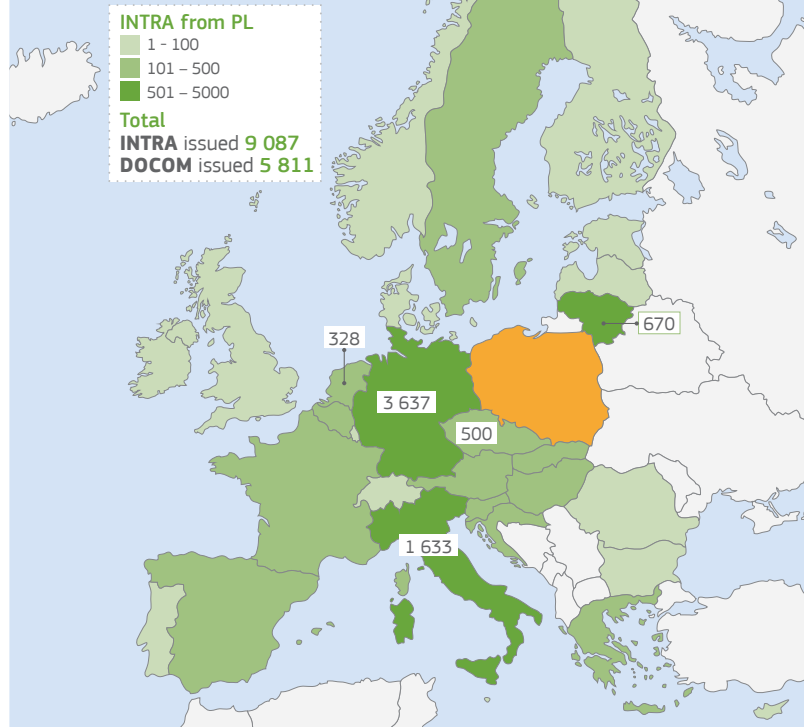 INTRA from PL
1 - 100
101 – 500
501 – 5000
Total
INTRA issued 9 087
DOCOM issued 5 811
670
328
3 637
500
1 633